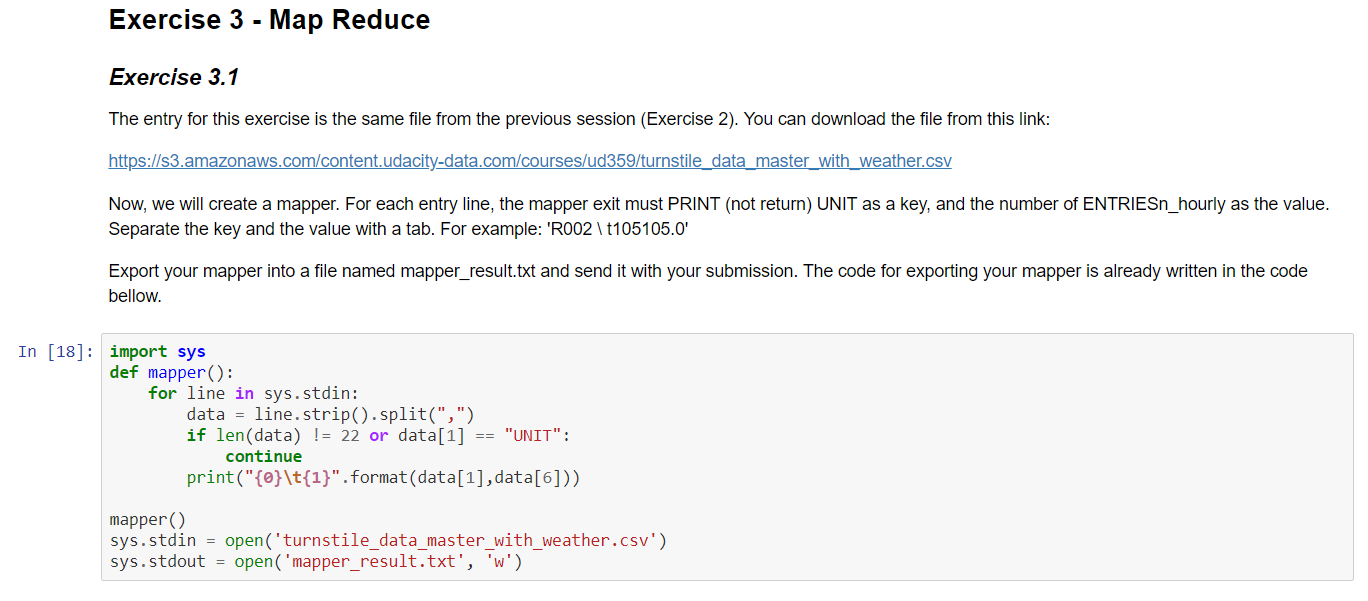 Exercise 3 - Map Reduce
Exercise 3.1
The entry for this exercise is the same file from the previous session (Exercise 2). You can download the file from this link:
https://s3.amazonaws.com/content.udacity-data.com/courses/ud359/turnstile_data_master_with_weather.csv
Now, we will create a mapper. For each entry line, the mapper exit must PRINT (not return) UNIT as a key, and the number of ENTRIESn_hourly as the value.
Separate the key and the value with a tab. For example: 'R002 \ t105105.0'
Export your mapper into a file named mapper_result.txt and send it with your submission. The code for exporting your mapper is already written in the code
bellow.
In [18]: import sys
def mapper():
    for line in sys.stdin:
        data = line.strip().split(",")
        if len(data) != 22 or data[1] == "UNIT":
            continue
        print("{0}\t{1}".format(data[1],data[6]))
mapper()
sys.stdin = open('turnstile_data_master_with_weather.csv')
sys.stdout = open('mapper_result.txt', 'w')